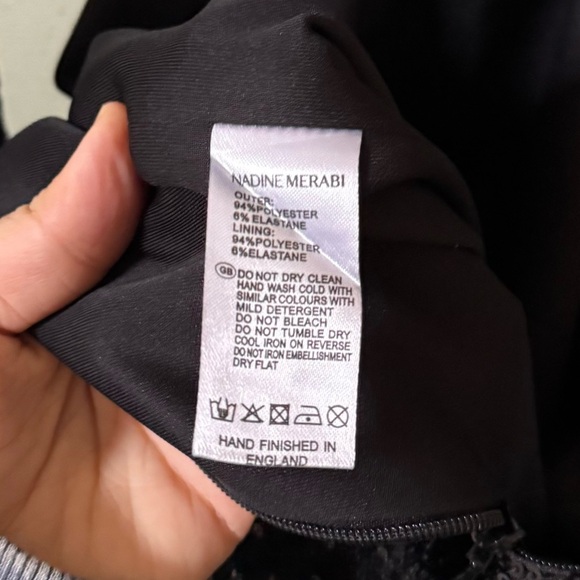 NADINE MERABI
OUTER:
94%POLYESTER
6% ELASTANE
LINING:
94%POLYESTER
6%ELASTANE
GB DO NOT DRY CLEAN
HAND WASH COLD WITH
SIMILAR COLOURS WITH
MILD DETERGENT
DO NOT BLEACH
DO NOT TUMBLE DRY
COOL IRON ON REVERSE
DO NOT IRON EMBELLISHMENT
DRY FLAT
HAND FINISHED IN
ENGLAND